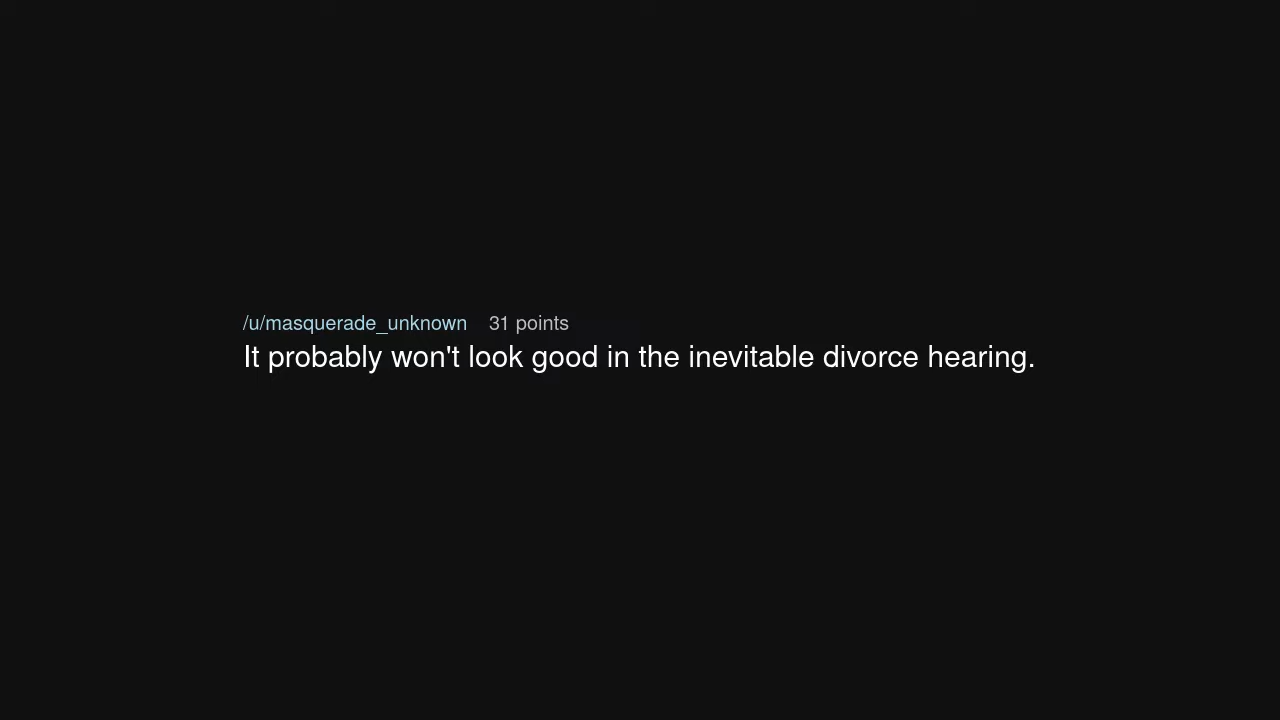 /u/masquerade_unknown 31 points
It probably won't look good in the inevitable divorce hearing.